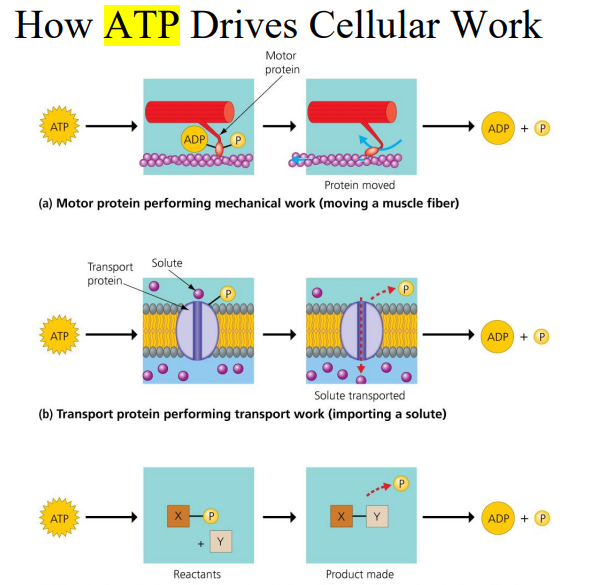 How ATP Drives Cellular Work
Motor
protein
ATP
ADP
P
ADP + P
Protein moved
(a) Motor protein performing mechanical work (moving a muscle fiber)
Transport
protein
Solute
P
P
ATP
ADP + P
Solute transported
(b) Transport protein performing transport work (importing a solute)
P
ATP
X P
X Y
ADP + P
+ Y
Reactants
Product made